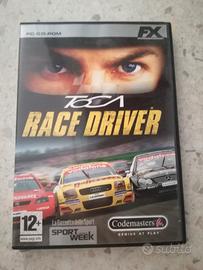 PC CD-ROM
FX
TOCA
RACE DRIVER
La Gazzetta dello Sport
SPORT
WEEK
12+
Codemasters
GENIUS AT PLAY
subito